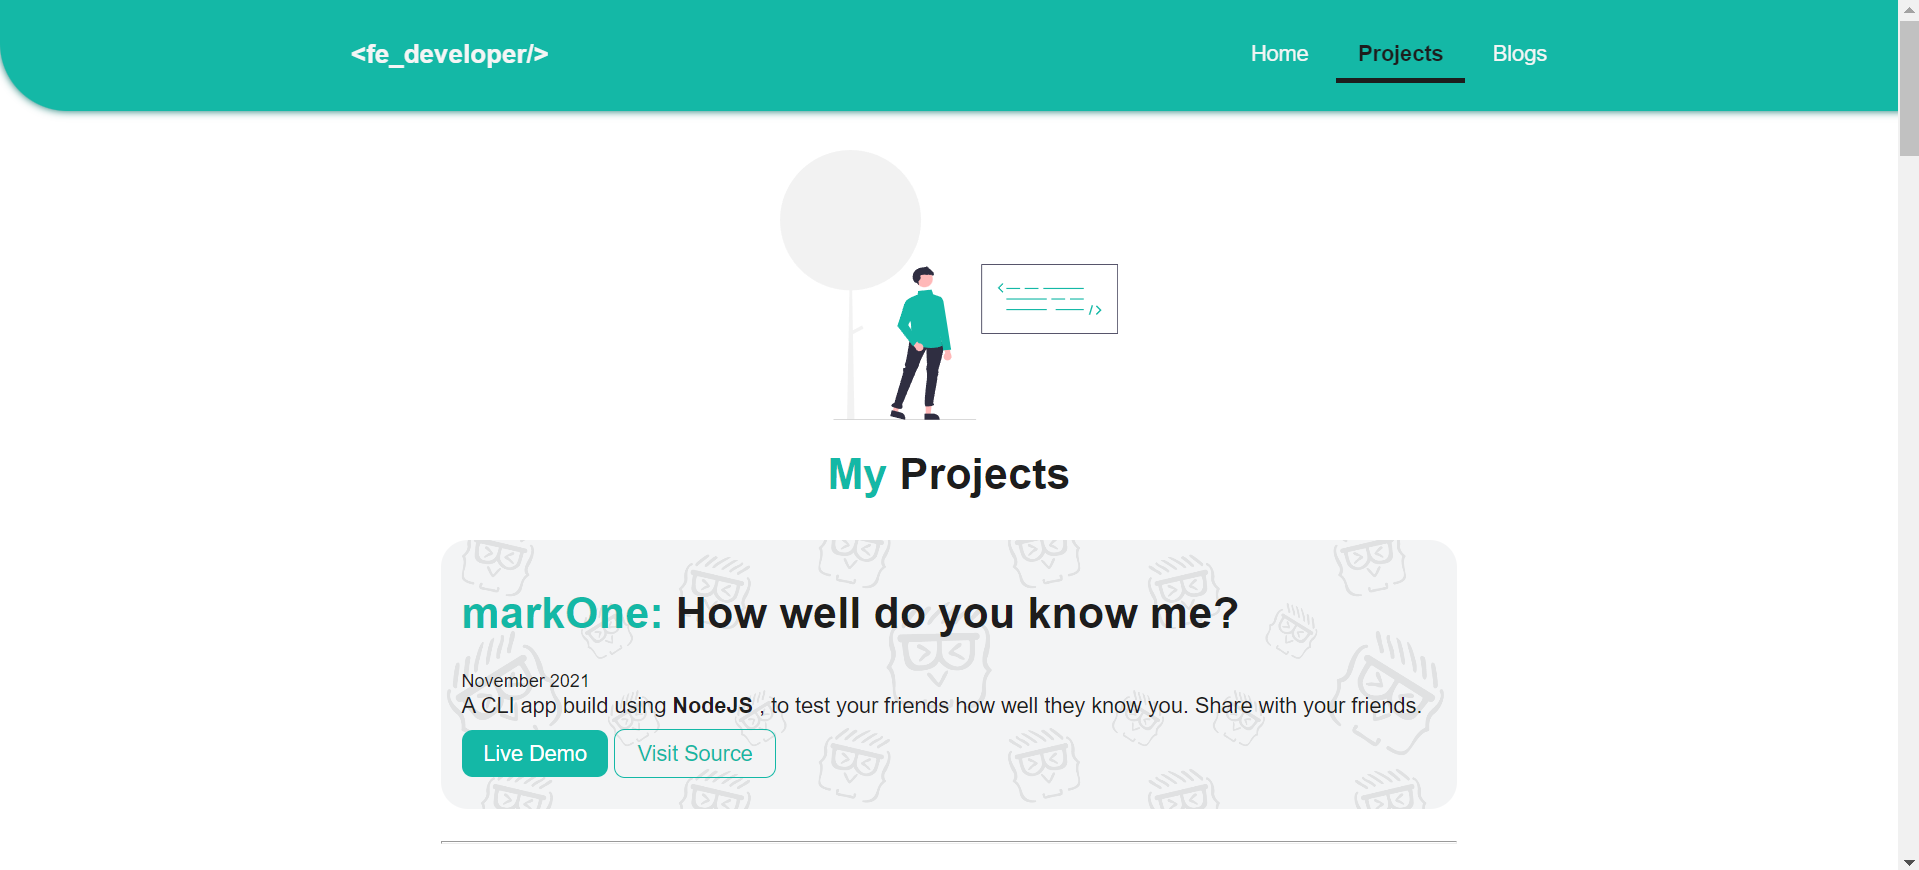 <fe_developer/>
Home Projects Blogs
My Projects
markOne: How well do you know me?
November 2021
A CLI app build using NodeJS , to test your friends how well they know you. Share with your friends.
Live Demo Visit Source